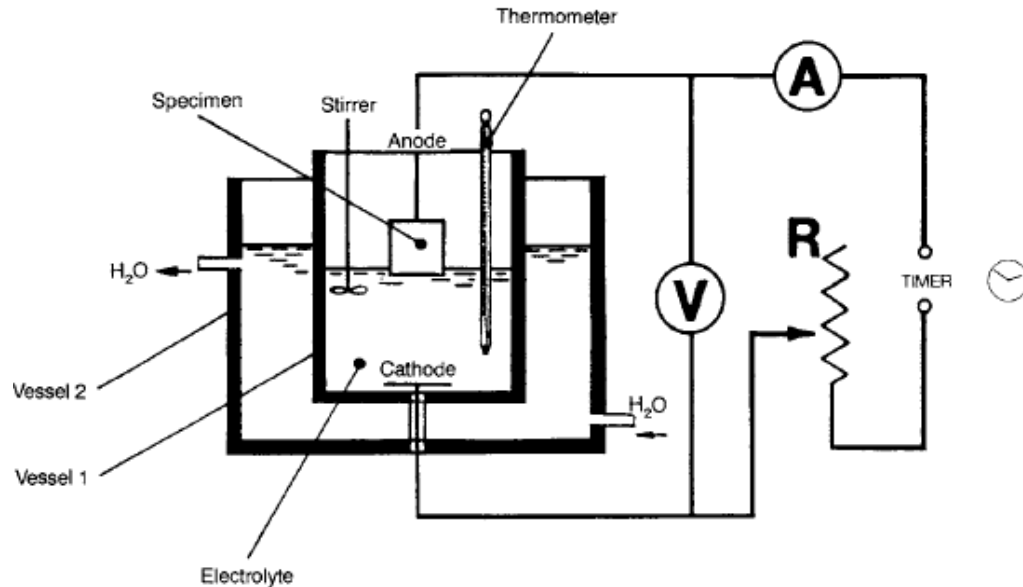 Thermometer
A
Specimen
Stirrer
Anode
R
H₂O
TIMER
V
Cathode
Vessel 2
H₂O
Vessel 1
Electrolyte